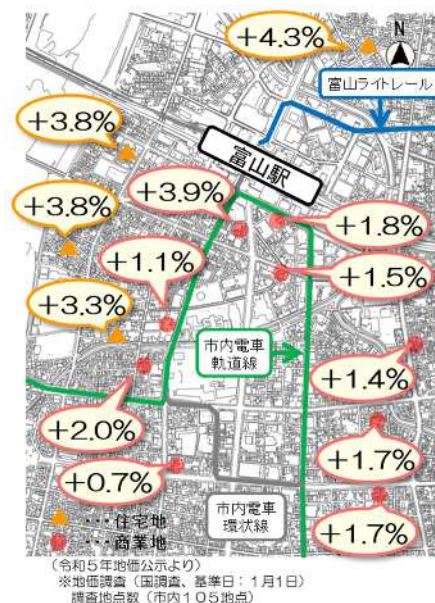 +4.3%
N
富山ライトレール
+3.8%
富山駅
+3.9%
+3.8%
+1.8%
+1.1%
+1.5%
+3.3%
市内電車
軌道線
+1.4%
+2.0%
+1.7%
+0.7%
市内電車
環状線
+1.7%
・・・住宅地
・・・商業地
(令和5年地価公示より)
※地価調査(国調査、基準日:1月1日)
調査地点数(市内105地点)